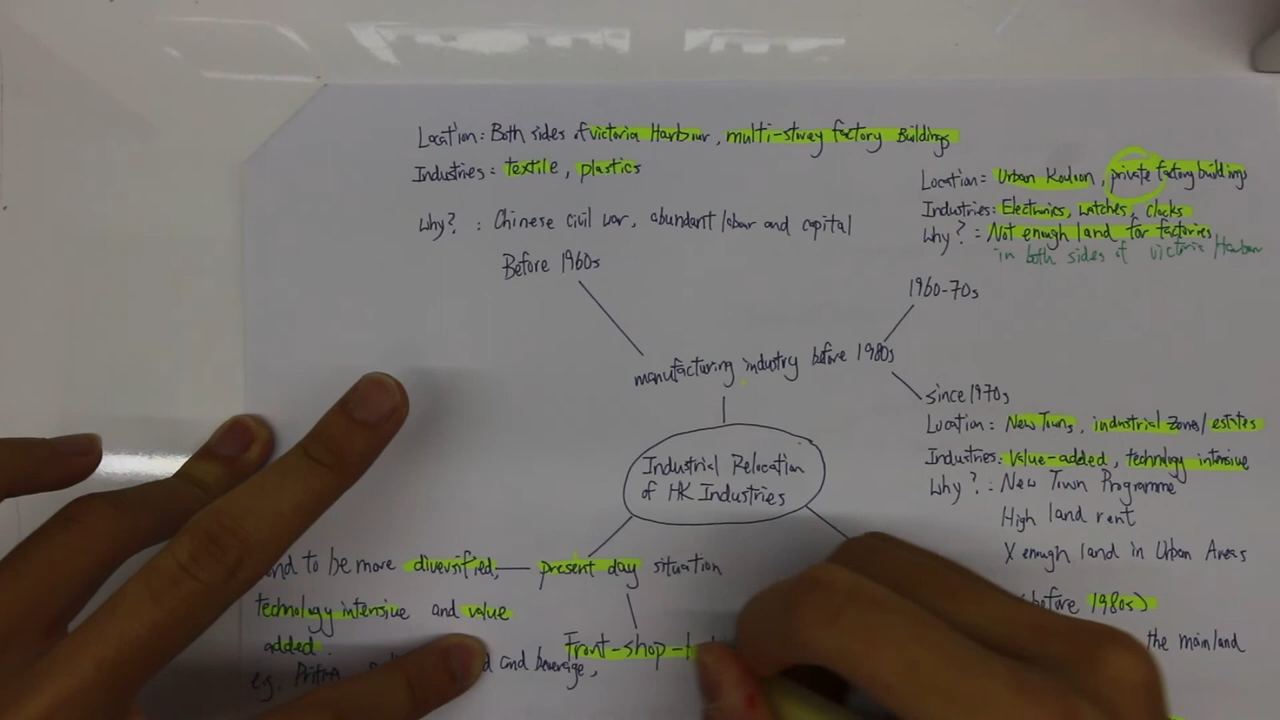 Location: Both sides of Victoria Harbour, multi-storey factory Buildings
Industries: textile, plastics
Why? : Chinese civil war, abundant labor and capital
Before 1960s
Location: Urban Kowloon, private factory buildings
Industries: Electronics, watches, clocks
Why? : Not enough land for factories
in both sides of Victoria Harbour
1960-70s
manufacturing industry before 1980s
since 1970s
Location: New Towns, industrial zones/estates
Industries: value-added, technology intensive
Why? : New Town Programme
High land rent
X enough land in Urban Areas
Industrial Relocation
of HK Industries
to be more diversified,
technology intensive and value
added.
e.g. and beverage,
present day situation
Front-shop-
before 1980s)
the mainland